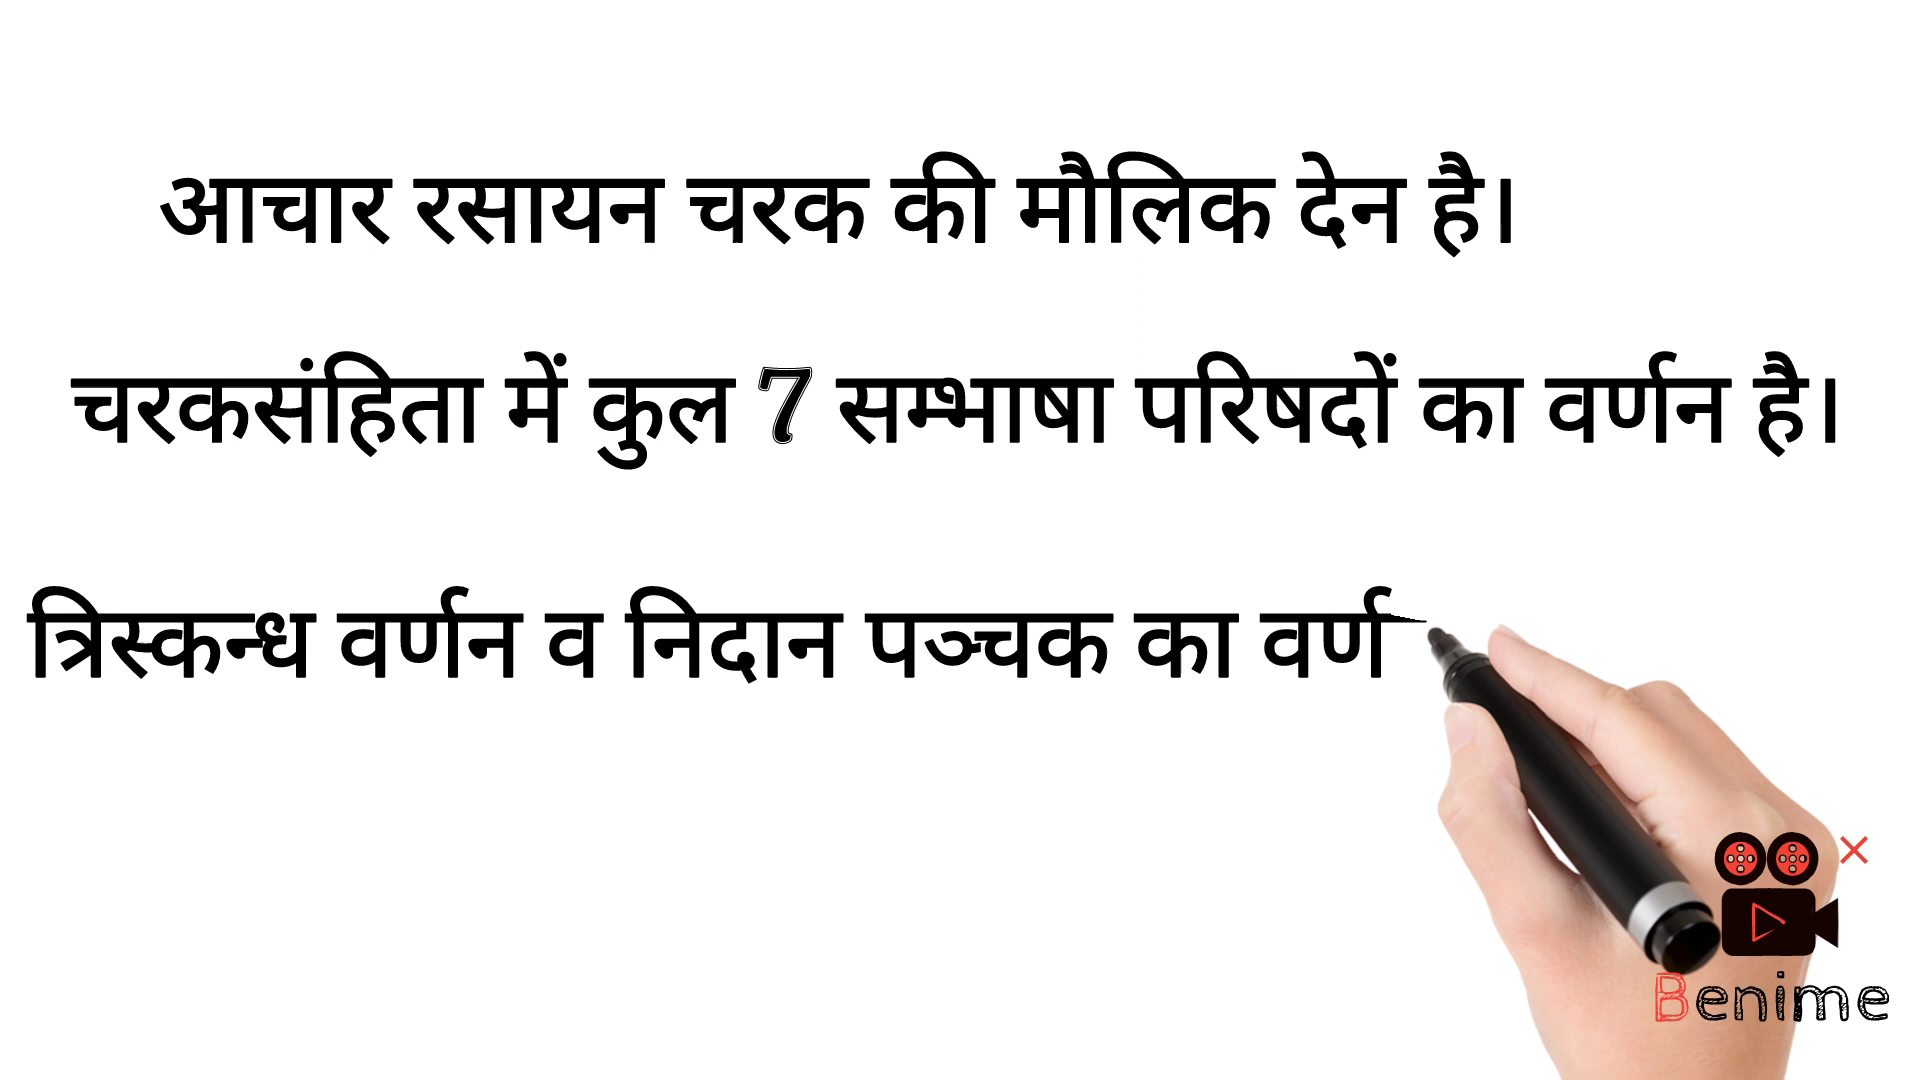 आचार रसायन चरक की मौलिक देन है।
चरकसंहिता में कुल 7 सम्भाषा परिषदों का वर्णन है।
त्रिस्कन्ध वर्णन व निदान पञ्चक का वर्ण
Benime